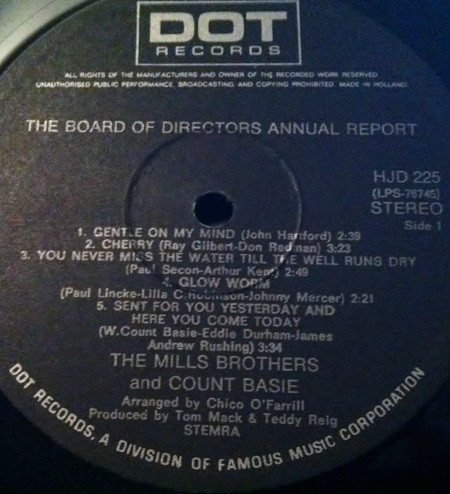 DOT
RECORDS
ALL RIGHTS OF THE MANUFACTURERS AND OWNER OF THE RECORDED WORK RESERVED
UNAUTHORISED PUBLIC PERFORMANCE, BROADCASTING AND COPYING PROHIBITED. MADE IN HOLLAND.
THE BOARD OF DIRECTORS ANNUAL REPORT
HJD 225
(LPS-76745)
STEREO
Side 1
1. GENTLE ON MY MIND (John Hartford) 2:39
2. CHERRY (Ray Gilbert-Don Redman) 3:23
3. YOU NEVER MISS THE WATER TILL THE WELL RUNS DRY
(Paul Secon-Arthur Kent) 2:49
4. GLOW WORM
(Paul Lincke-Lilla C. Robinson-Johnny Mercer) 2:21
5. SENT FOR YOU YESTERDAY AND
HERE YOU COME TODAY
(W.Count Basie-Eddie Durham-James
Andrew Rushing) 3:34
THE MILLS BROTHERS
and COUNT BASIE
Arranged by Chico O'Farrill
Produced by Tom Mack & Teddy Reig
STEMRA
DOT RECORDS, A DIVISION OF FAMOUS MUSIC CORPORATION